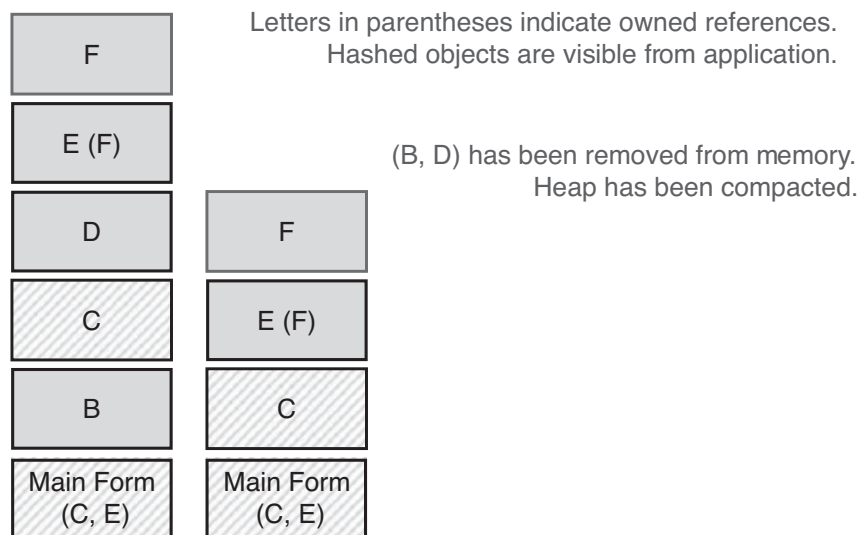 Letters in parentheses indicate owned references.
Hashed objects are visible from application.
(B, D) has been removed from memory.
Heap has been compacted.
F
E (F)
D
C
B
Main Form
(C, E)
F
E (F)
C
Main Form
(C, E)